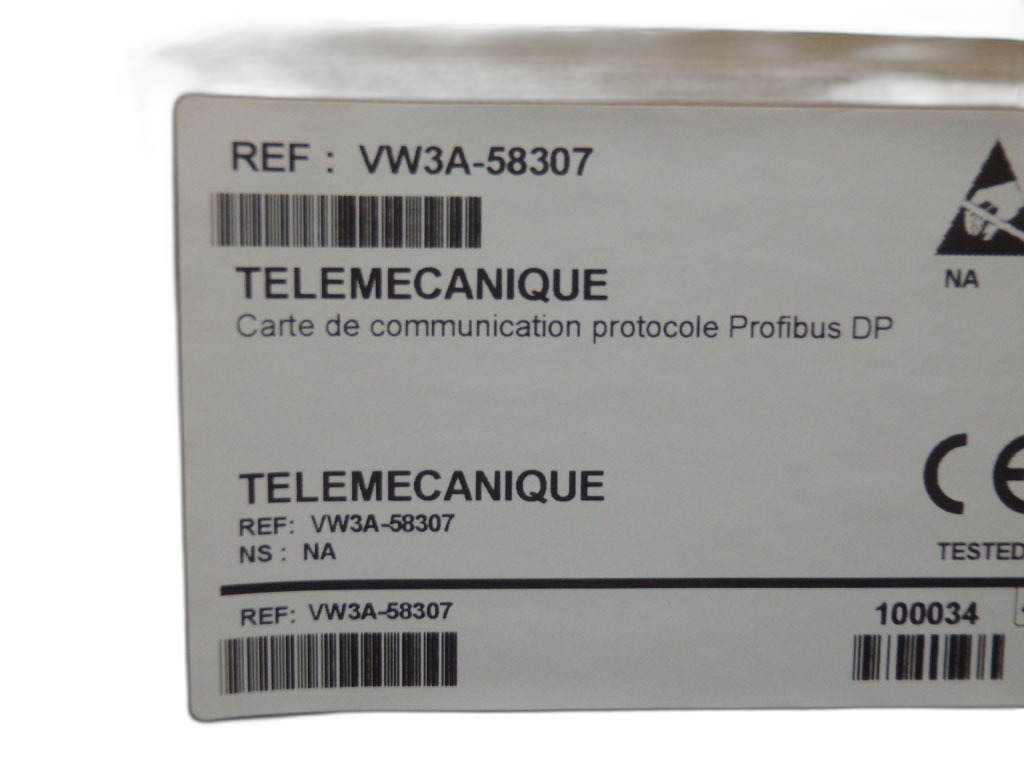 REF : VW3A-58307
NA
TELEMECANIQUE
Carte de communication protocole Profibus DP
TELEMECANIQUE
REF: VW3A-58307
NS : NA
CE
TESTED
REF: VW3A-58307
100034